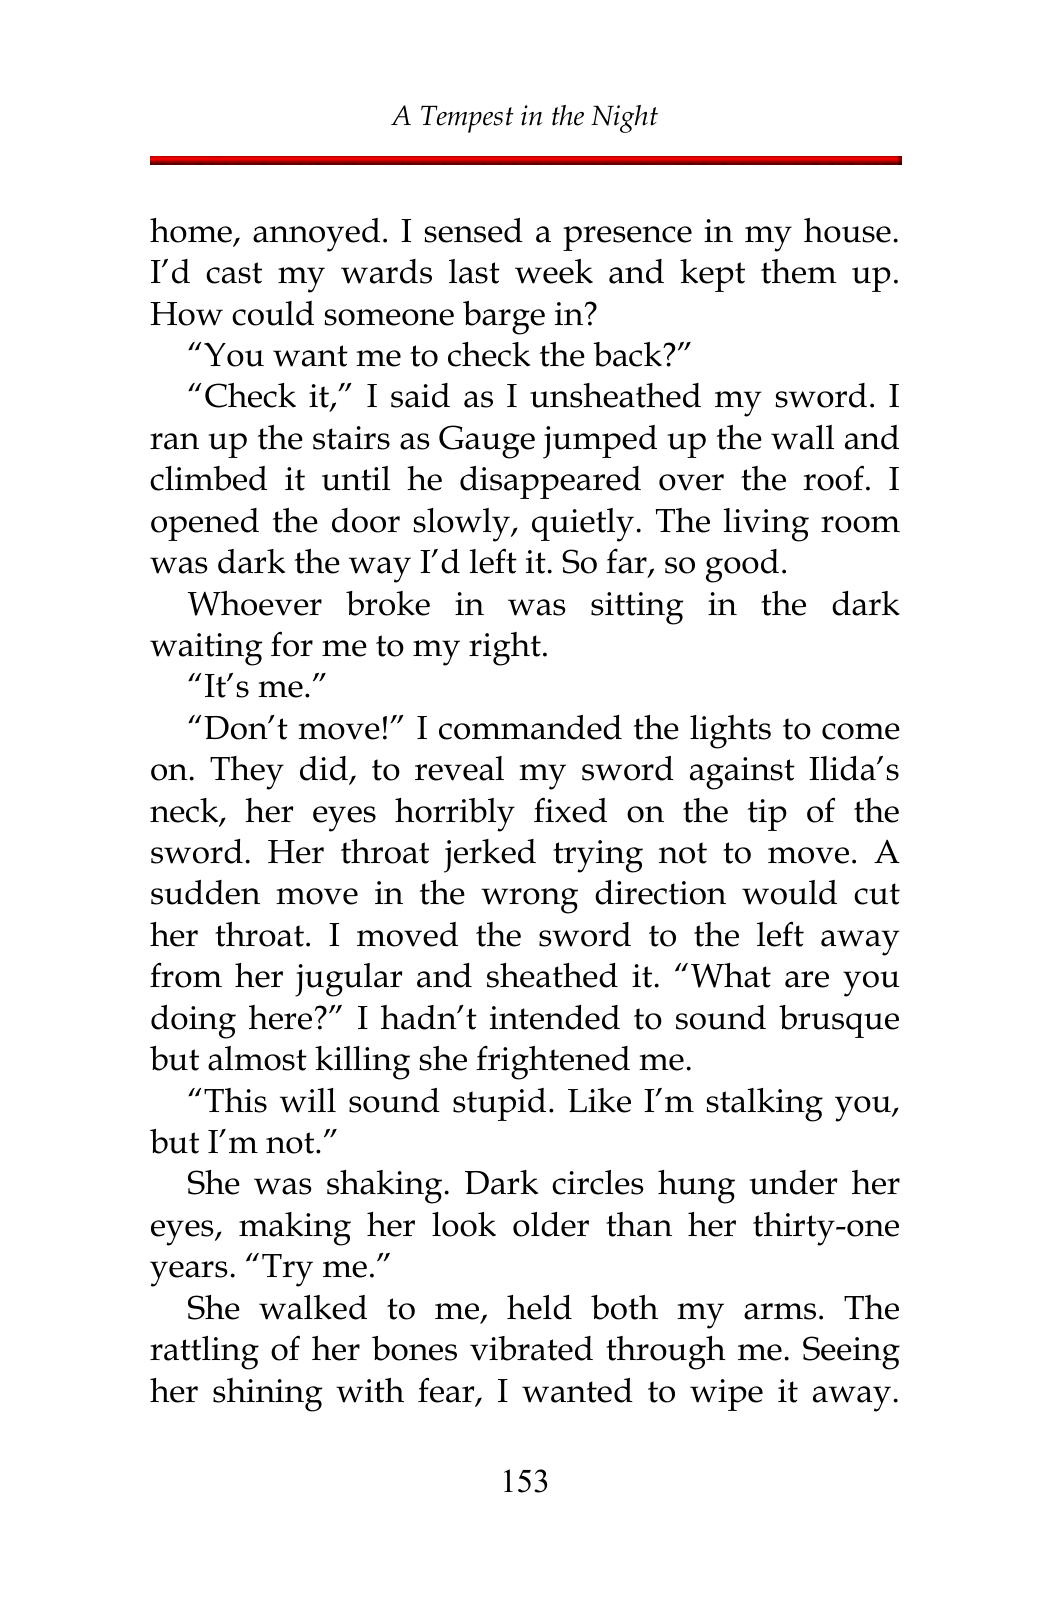 A Tempest in the Night
home, annoyed. I sensed a presence in my house.
I’d cast my wards last week and kept them up.
How could someone barge in?
“You want me to check the back?”
“Check it,” I said as I unsheathed my sword. I
ran up the stairs as Gauge jumped up the wall and
climbed it until he disappeared over the roof. I
opened the door slowly, quietly. The living room
was dark the way I’d left it. So far, so good.
Whoever broke in was sitting in the dark
waiting for me to my right.
“It’s me.”
“Don’t move!” I commanded the lights to come
on. They did, to reveal my sword against Ilida’s
neck, her eyes horribly fixed on the tip of the
sword. Her throat jerked trying not to move. A
sudden move in the wrong direction would cut
her throat. I moved the sword to the left away
from her jugular and sheathed it. “What are you
doing here?” I hadn’t intended to sound brusque
but almost killing she frightened me.
“This will sound stupid. Like I’m stalking you,
but I’m not.”
She was shaking. Dark circles hung under her
eyes, making her look older than her thirty-one
years. “Try me.”
She walked to me, held both my arms. The
rattling of her bones vibrated through me. Seeing
her shining with fear, I wanted to wipe it away.
153